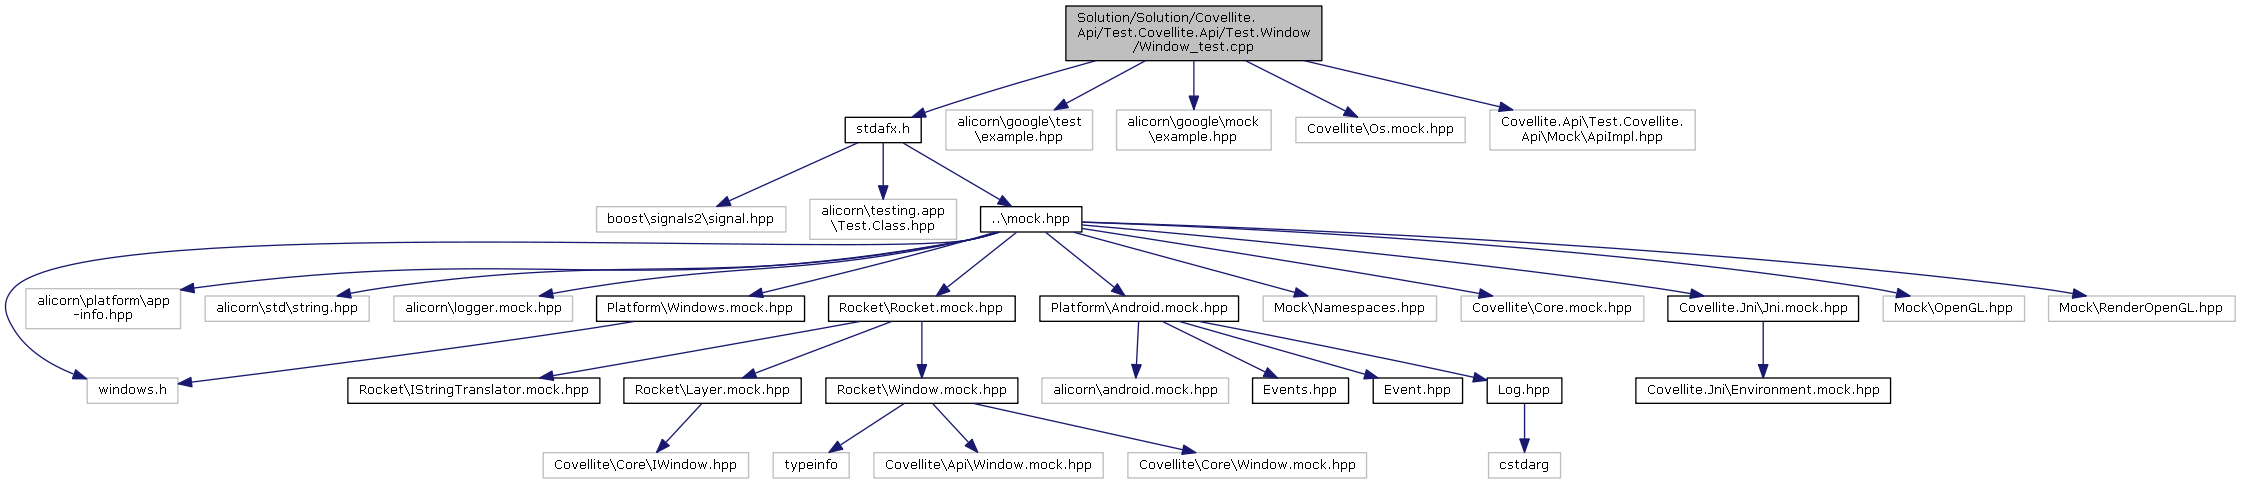 Solution/Solution/Covellite.
Api/Test.Covellite.Api/Test.Window
/Window_test.cpp
stdafx.h
alicorn\google\test
\example.hpp
alicorn\google\mock
\example.hpp
Covellite\Os.mock.hpp
Covellite.Api\Test.Covellite.
Api\Mock\ApiImpl.hpp
boost\signals2\signal.hpp
alicorn\testing.app
\Test.Class.hpp
..\mock.hpp
alicorn\platform\app
-info.hpp
alicorn\std\string.hpp
alicorn\logger.mock.hpp
Platform\Windows.mock.hpp
Rocket\Rocket.mock.hpp
Platform\Android.mock.hpp
Mock\Namespaces.hpp
Covellite\Core.mock.hpp
Covellite.Jni\Jni.mock.hpp
Mock\OpenGL.hpp
Mock\RenderOpenGL.hpp
windows.h
Rocket\IStringTranslator.mock.hpp
Rocket\Layer.mock.hpp
Rocket\Window.mock.hpp
alicorn\android.mock.hpp
Events.hpp
Event.hpp
Log.hpp
Covellite.Jni\Environment.mock.hpp
Covellite\Core\IWindow.hpp
typeinfo
Covellite\Api\Window.mock.hpp
Covellite\Core\Window.mock.hpp
cstdarg